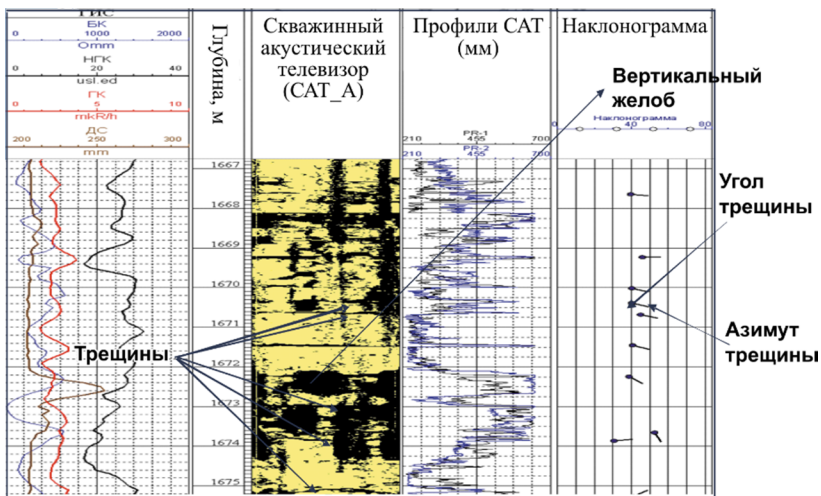 ГИС
БК
0 1000 2000
Omm
НГК
0 20 40
usl.ed
ГК
0 5 10
mkR/h
ДС
200 250 300
mm
Глубина, м
Скважинный
акустический
телевизор
(CAT_A)
Профили САТ
(мм)
PR-1
210 455 700
PR-2
210 455 700
Наклонограмма
0 40 80
Наклонограмма
Вертикальный
желоб
Угол
трещины
Азимут
трещины
Трещины
1667
1668
1669
1670
1671
1672
1673
1674
1675